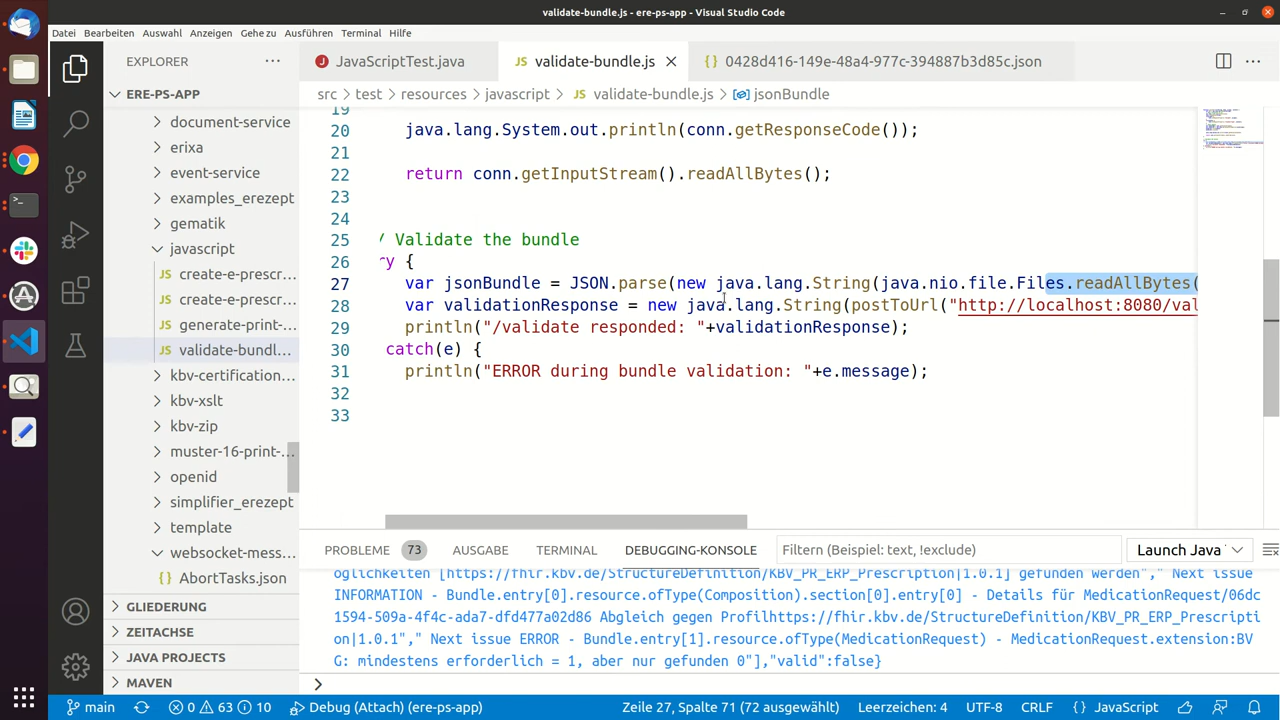 validate-bundle.js - ere-ps-app - Visual Studio Code
Datei Bearbeiten Auswahl Anzeigen Gehe zu Ausführen Terminal Hilfe
EXPLORER
JavaScriptTest.java
validate-bundle.js
0428d416-149e-48a4-977c-394887b3d85c.json
ERE-PS-APP
src > test > resources > javascript > JS validate-bundle.js > jsonBundle
document-service
erixa
event-service
examples_erezept
gematik
javascript
JS create-e-prescr...
JS create-e-prescr...
JS generate-print-...
JS validate-bundl...
kbv-certification...
kbv-xslt
kbv-zip
muster-16-print-...
openid
simplifier_erezept
template
websocket-mess...
{} AbortTasks.json
GLIEDERUNG
ZEITACHSE
JAVA PROJECTS
MAVEN
19
20 java.lang.System.out.println(conn.getResponseCode());
21
22 return conn.getInputStream().readAllBytes();
23
24
25 / Validate the bundle
26 ry {
27 var jsonBundle = JSON.parse(new java.lang.String(java.nio.file.Files.readAllBytes(
28 var validationResponse = new java.lang.String(postToUrl("http://localhost:8080/val
29 println("/validate responded: "+validationResponse);
30 catch(e) {
31 println("ERROR during bundle validation: "+e.message);
32
33
PROBLEME 73 AUSGABE TERMINAL DEBUGGING-KONSOLE Filtern (Beispiel: text, !exclude) Launch Java
öglichkeiten [https://fhir.kbv.de/StructureDefinition/KBV_PR_ERP_Prescription|1.0.1] gefunden werden"," Next issue
INFORMATION - Bundle.entry[0].resource.ofType(Composition).section[0].entry[0] - Details für MedicationRequest/06dc
1594-509a-4f4c-ada7-dfd477a02d86 Abgleich gegen Profilhttps://fhir.kbv.de/StructureDefinition/KBV_PR_ERP_Prescripti
on|1.0.1"," Next issue ERROR - Bundle.entry[1].resource.ofType(MedicationRequest) - MedicationRequest.extension:BV
G: mindestens erforderlich = 1, aber nur gefunden 0"],"valid":false}
main 0 63 10 Debug (Attach) (ere-ps-app) Zeile 27, Spalte 71 (72 ausgewählt) Leerzeichen: 4 UTF-8 CRLF {} JavaScript